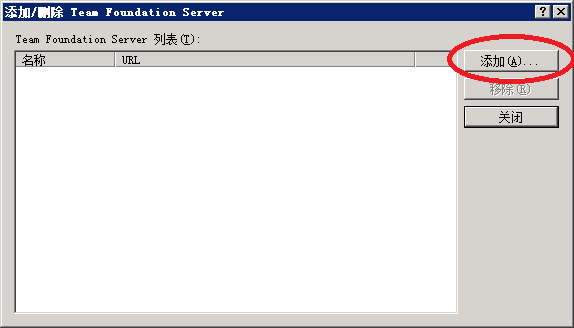 添加/删除 Team Foundation Server
Team Foundation Server 列表(T):
名称 URL
添加(A)...
移除(R)
关闭